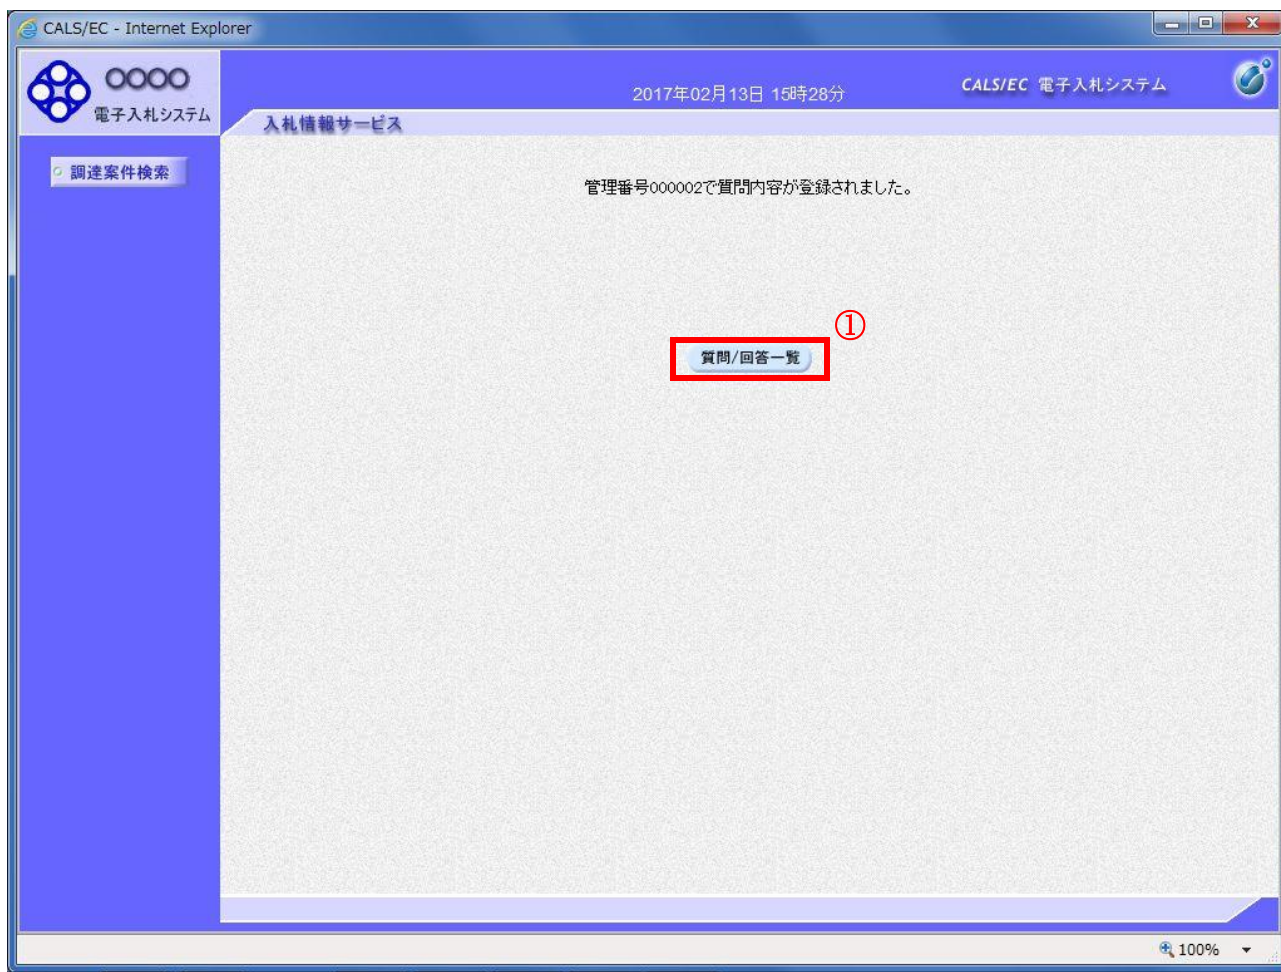 CALS/EC - Internet Explorer
○○○○
電子入札システム
2017年02月13日 15時28分
CALS/EC 電子入札システム
入札情報サービス
調達案件検索
管理番号000002で質問内容が登録されました。
①
質問/回答一覧
100%